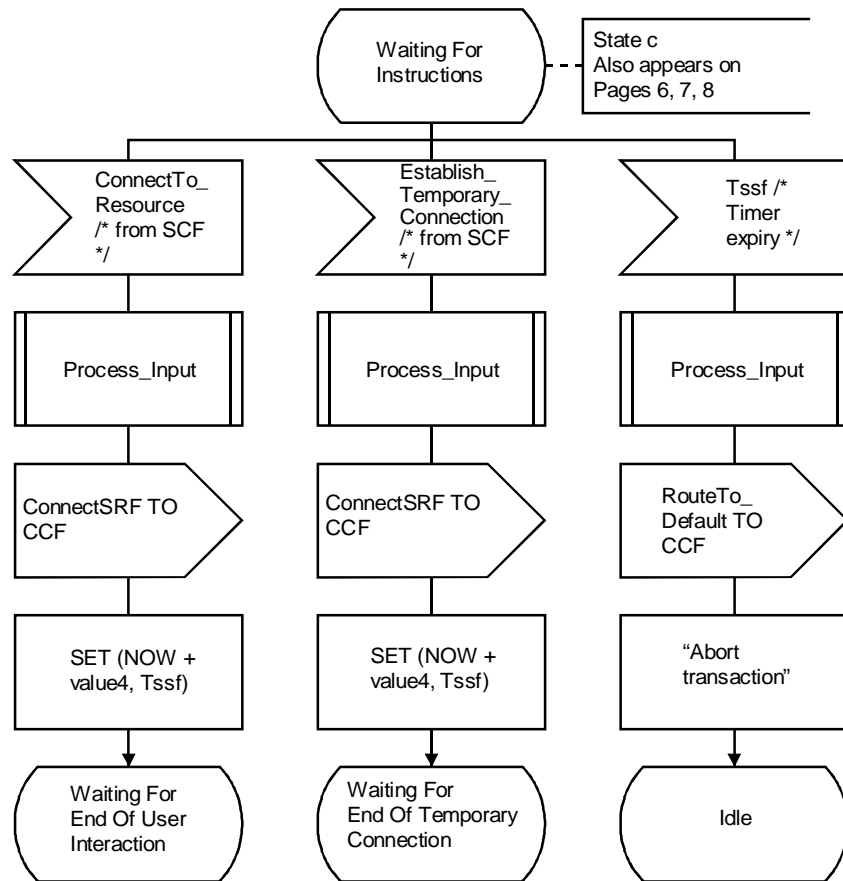 Waiting For
Instructions
State c
Also appears on
Pages 6, 7, 8
ConnectTo_
Resource
/* from SCF
*/
Establish_
Temporary_
Connection
/* from SCF
*/
Tssf /*
Timer
expiry */
Process_Input
Process_Input
Process_Input
ConnectSRF TO
CCF
ConnectSRF TO
CCF
RouteTo_
Default TO
CCF
SET (NOW +
value4, Tssf)
SET (NOW +
value4, Tssf)
“Abort
transaction”
Waiting For
End Of User
Interaction
Waiting For
End Of Temporary
Connection
Idle